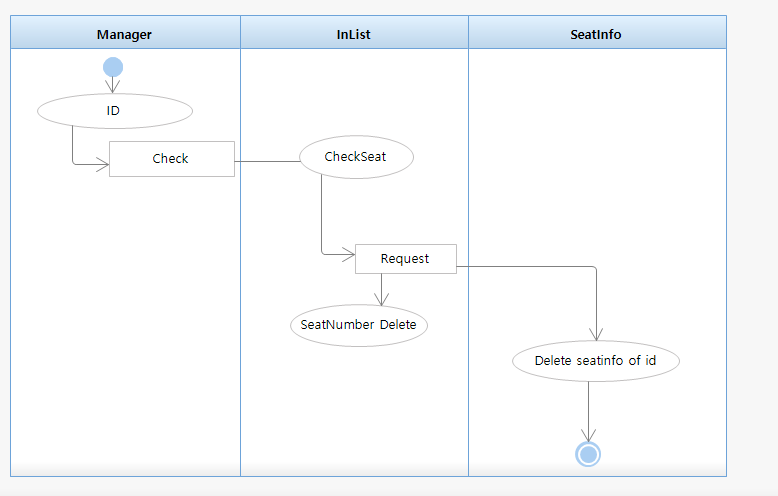 Manager
InList
SeatInfo
ID
Check
CheckSeat
Request
SeatNumber Delete
Delete seatinfo of id